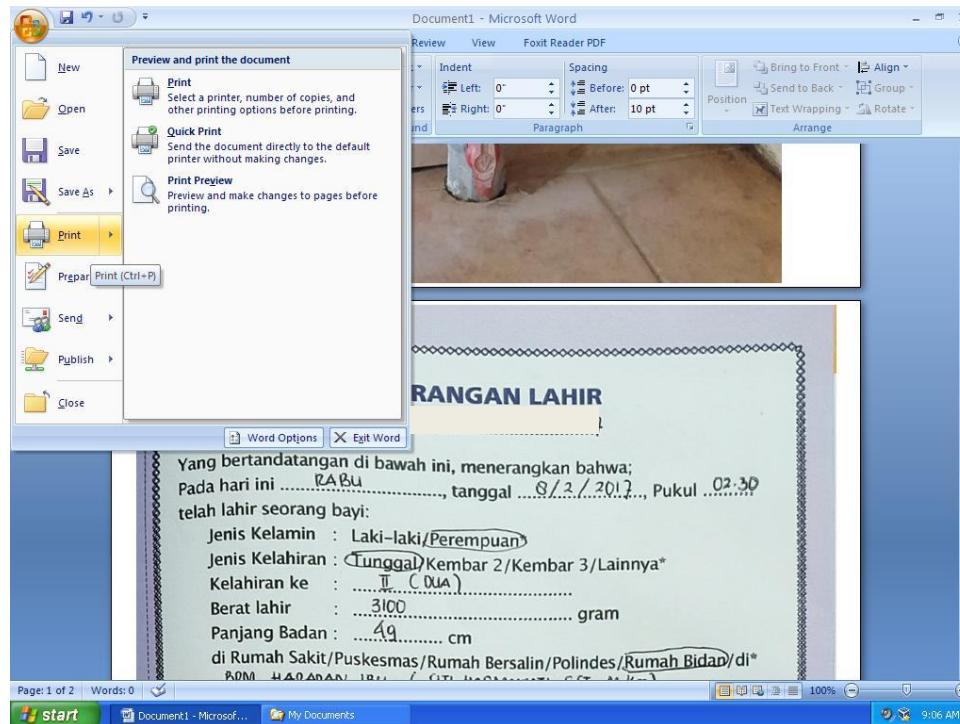 Document1 - Microsoft Word
Review View Foxit Reader PDF
New
Open
Save
Save As
Print
Prepar
Print (Ctrl+P)
Send
Publish
Close
Preview and print the document
Print
Select a printer, number of copies, and
other printing options before printing.
Quick Print
Send the document directly to the default
printer without making changes.
Print Preview
Preview and make changes to pages before
printing.
Word Options
Exit Word
Indent
Left: 0"
Right: 0"
Spacing
Before: 0 pt
After: 10 pt
Paragraph
Position
Bring to Front
Send to Back
Text Wrapping
Align
Group
Rotate
Arrange
RANGAN LAHIR
Yang bertandatangan di bawah ini, menerangkan bahwa;
Pada hari ini ..... RABU ....., tanggal ... 8/2/2017 ..., Pukul .. 02.30
telah lahir seorang bayi:
Jenis Kelamin : Laki-laki/Perempuan*
Jenis Kelahiran : Tunggal/Kembar 2/Kembar 3/Lainnya*
Kelahiran ke : II (DUA)
Berat lahir : 3100 gram
Panjang Badan : 49 cm
di Rumah Sakit/Puskesmas/Rumah Bersalin/Polindes/Rumah Bidan/di*
Page: 1 of 2 Words: 0
100%
start
Document1 - Microsof...
My Documents
9:06 AM